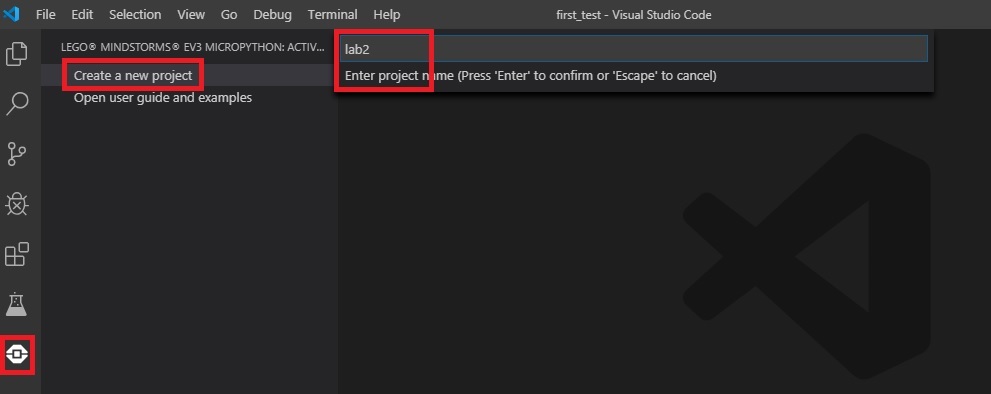 File Edit Selection View Go Debug Terminal Help
first_test - Visual Studio Code
LEGO® MINDSTORMS® EV3 MICROPYTHON: ACTIV...
Create a new project
Open user guide and examples
lab2
Enter project name (Press 'Enter' to confirm or 'Escape' to cancel)